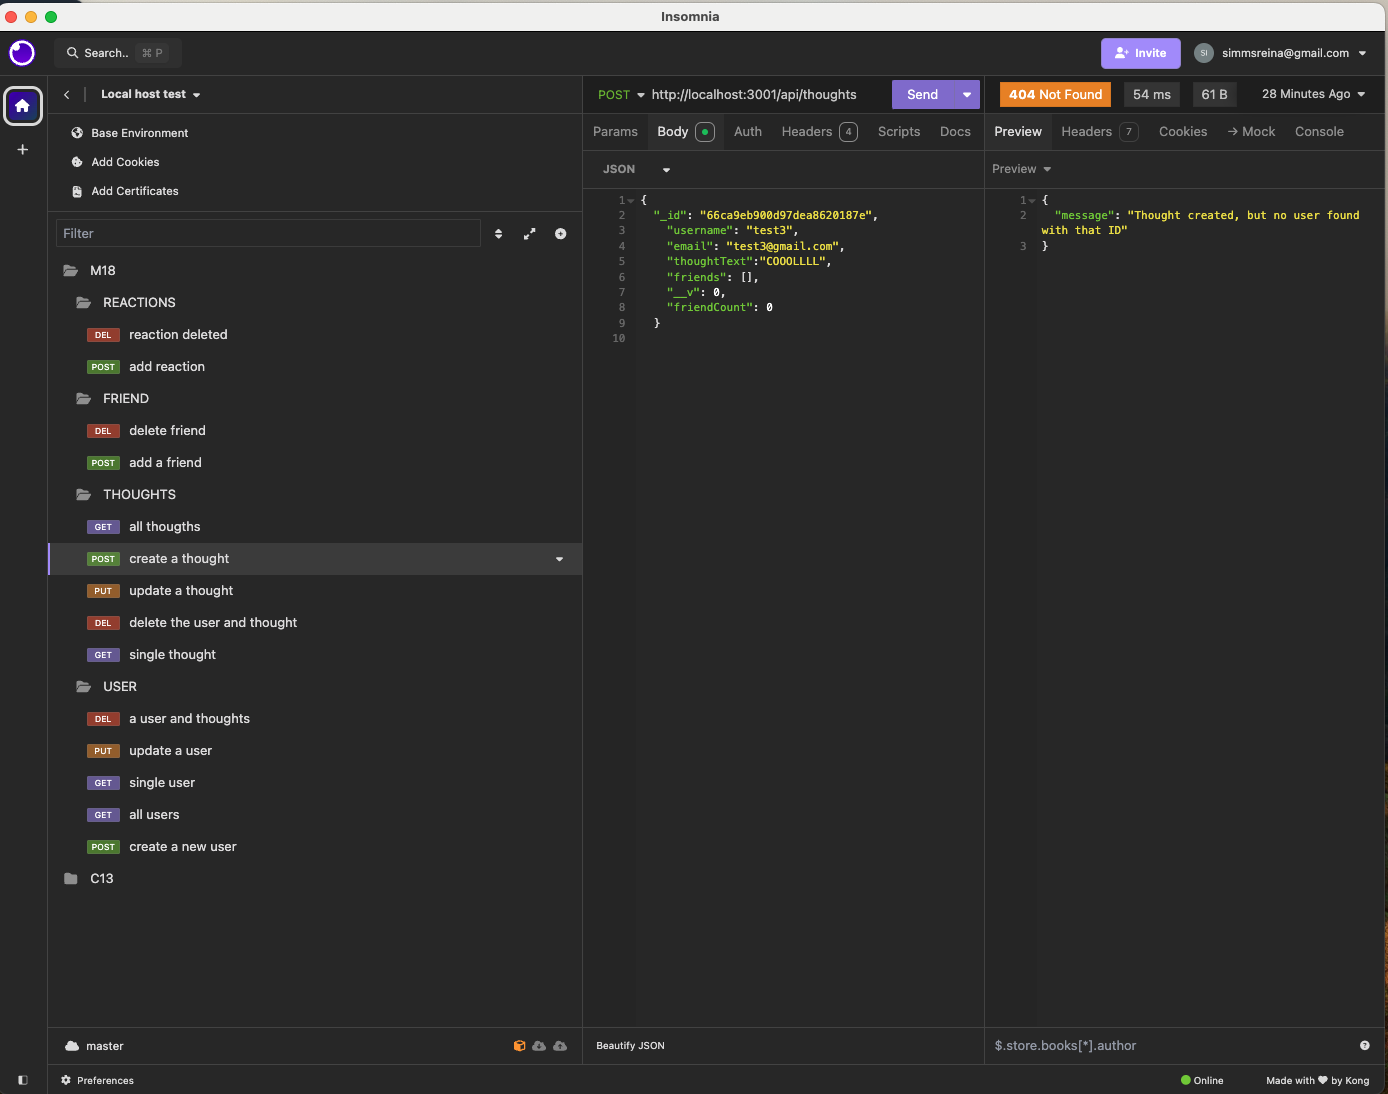 Insomnia
Search.. ⌘ P
Invite
SI simmsreina@gmail.com
Local host test
POST http://localhost:3001/api/thoughts Send
404 Not Found 54 ms 61 B 28 Minutes Ago
Base Environment
Add Cookies
Add Certificates
Params Body Auth Headers 4 Scripts Docs
Preview Headers 7 Cookies → Mock Console
JSON
Preview
Filter
M18
REACTIONS
DEL reaction deleted
POST add reaction
FRIEND
DEL delete friend
POST add a friend
THOUGHTS
GET all thougths
POST create a thought
PUT update a thought
DEL delete the user and thought
GET single thought
USER
DEL a user and thoughts
PUT update a user
GET single user
GET all users
POST create a new user
C13
1 {
2 "_id": "66ca9eb900d97dea8620187e",
3 "username": "test3",
4 "email": "test3@gmail.com",
5 "thoughtText":"COOOLLLL",
6 "friends": [],
7 "__v": 0,
8 "friendCount": 0
9 }
10
1 {
2 "message": "Thought created, but no user found
with that ID"
3 }
master
Beautify JSON
$.store.books[*].author
Preferences
Online
Made with ♥ by Kong